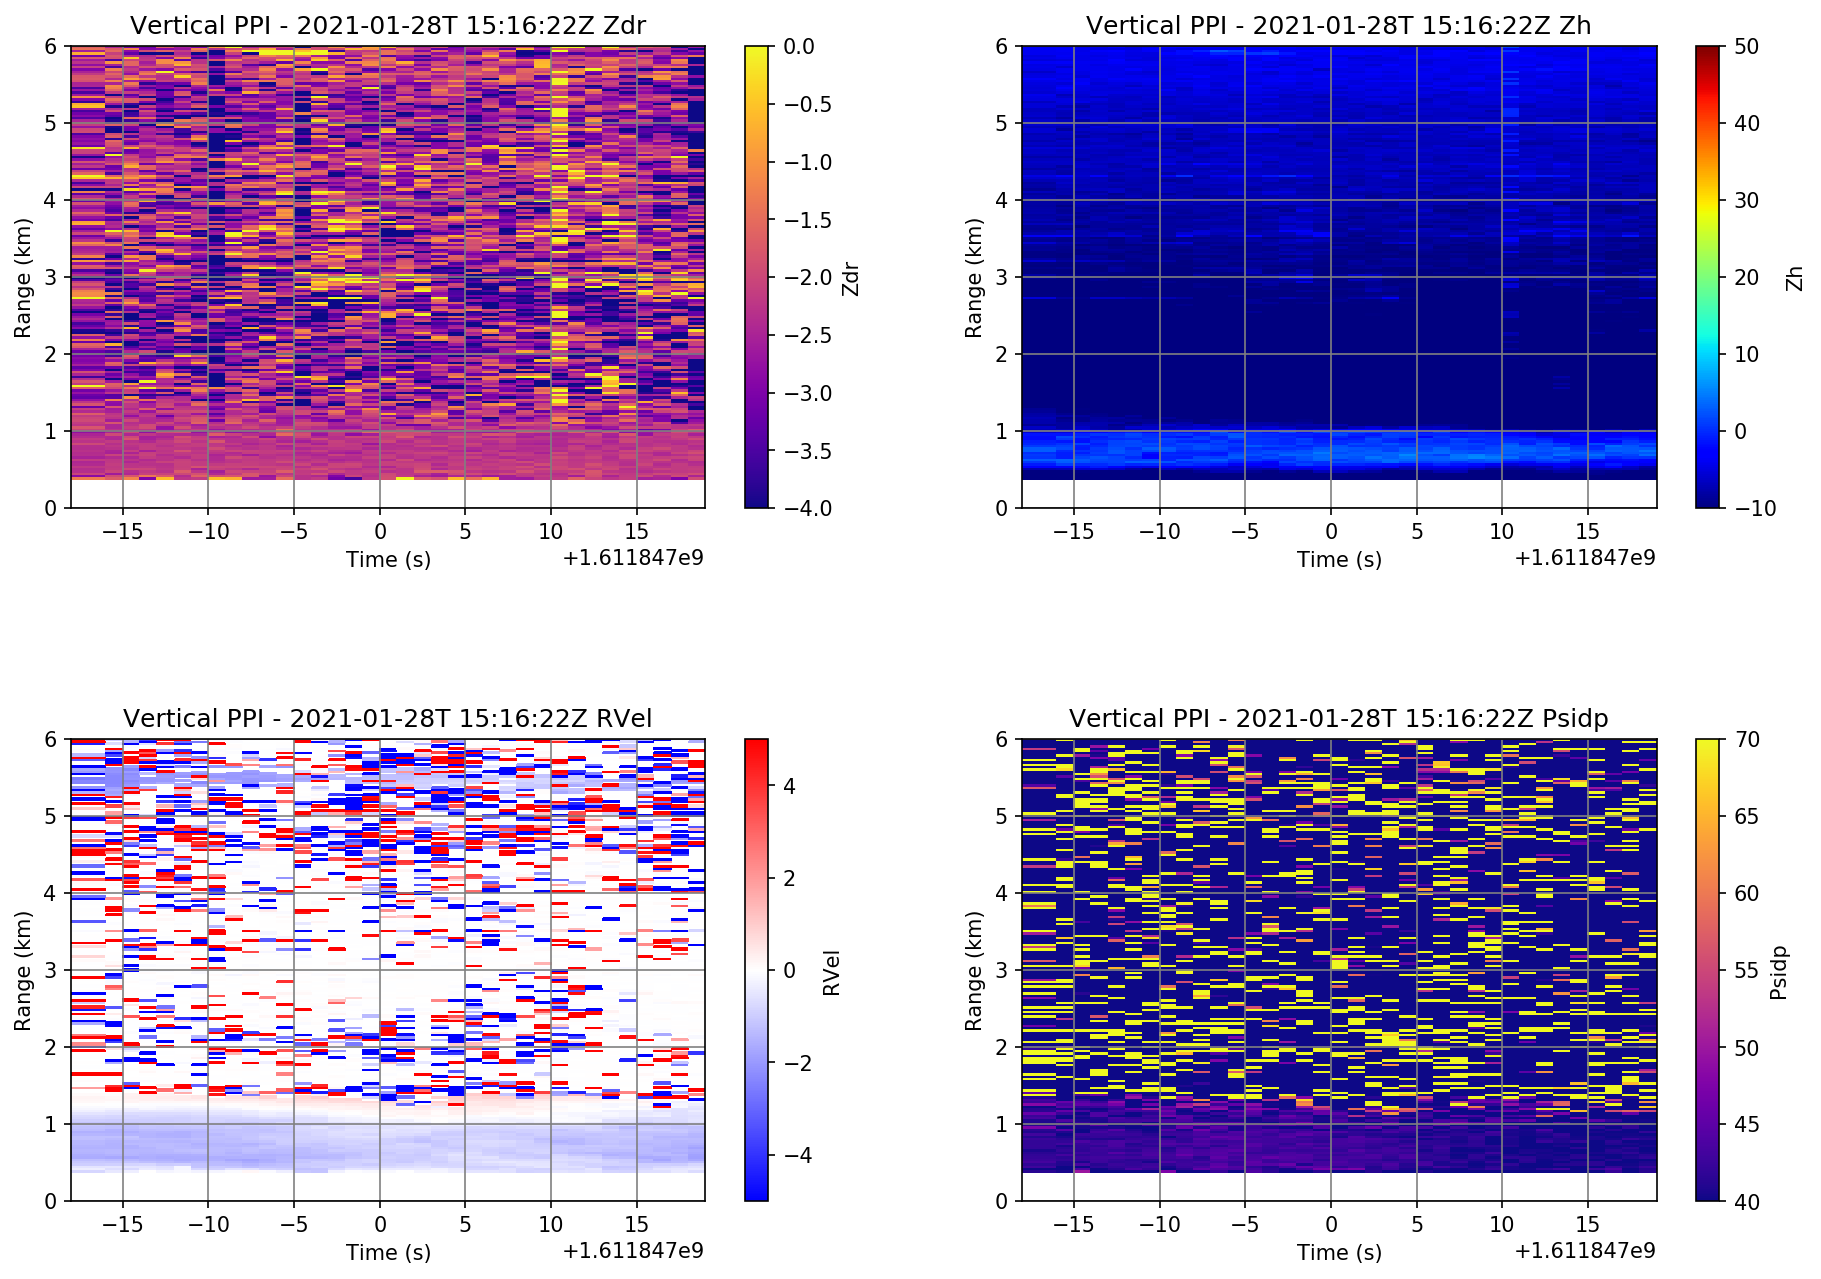 Vertical PPI - 2021-01-28T 15:16:22Z Zdr
6
5
4
3
2
1
0
Range (km)
−15 −10 −5 0 5 10 15
Time (s)
+1.611847e9
0.0
−0.5
−1.0
−1.5
−2.0
−2.5
−3.0
−3.5
−4.0
Zdr
Vertical PPI - 2021-01-28T 15:16:22Z Zh
6
5
4
3
2
1
0
Range (km)
−15 −10 −5 0 5 10 15
Time (s)
+1.611847e9
50
40
30
20
10
0
−10
Zh
Vertical PPI - 2021-01-28T 15:16:22Z RVel
6
5
4
3
2
1
0
Range (km)
−15 −10 −5 0 5 10 15
Time (s)
+1.611847e9
4
2
0
−2
−4
RVel
Vertical PPI - 2021-01-28T 15:16:22Z Psidp
6
5
4
3
2
1
0
Range (km)
−15 −10 −5 0 5 10 15
Time (s)
+1.611847e9
70
65
60
55
50
45
40
Psidp